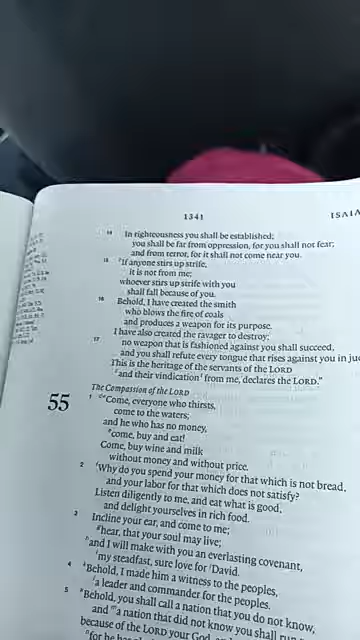 1341
ISAIA
14 In righteousness you shall be established;
you shall be far from oppression, for you shall not fear;
and from terror, for it shall not come near you.
15 If anyone stirs up strife,
it is not from me;
whoever stirs up strife with you
shall fall because of you.
16 Behold, I have created the smith
who blows the fire of coals
and produces a weapon for its purpose.
I have also created the ravager to destroy;
17 no weapon that is fashioned against you shall succeed,
and you shall refute every tongue that rises against you in
This is the heritage of the servants of the LORD
and their vindication from me, declares the LORD."
The Compassion of the LORD
55 1 "Come, everyone who thirsts,
come to the waters;
and he who has no money,
come, buy and eat!
Come, buy wine and milk
without money and without price.
2 Why do you spend your money for that which is not bread,
and your labor for that which does not satisfy?
Listen diligently to me, and eat what is good,
and delight yourselves in rich food.
3 Incline your ear, and come to me;
hear, that your soul may live;
and I will make with you an everlasting covenant,
my steadfast, sure love for David.
4 Behold, I made him a witness to the peoples,
a leader and commander for the peoples.
5 Behold, you shall call a nation that you do not know,
and a nation that did not know you shall run
because of the LORD your God,